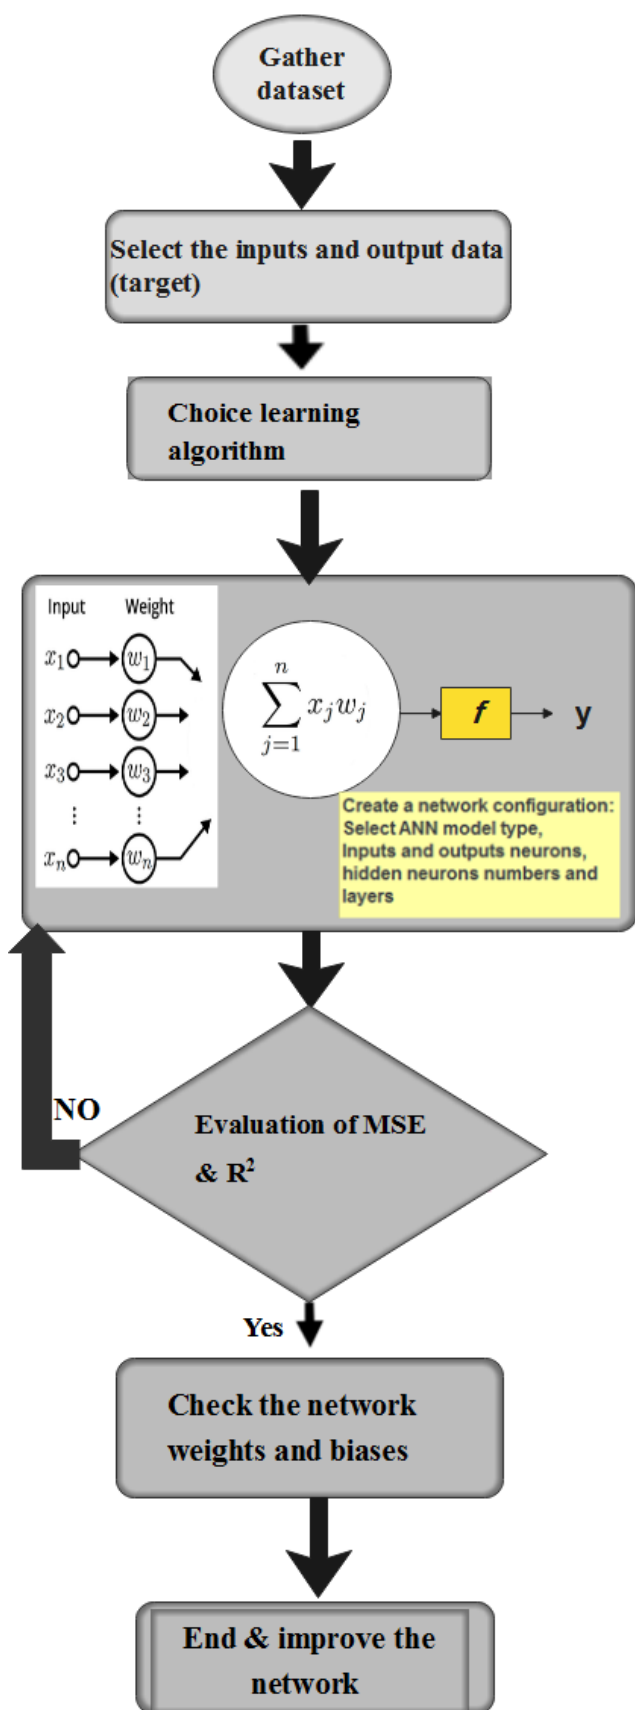 Gather
dataset
Select the inputs and output data
(target)
Choice learning
algorithm
Input Weight
x₁ w₁
x₂ w₂
x₃ w₃
⋮ ⋮
xₙ wₙ
n
∑ xⱼwⱼ
j=1
f
y
Create a network configuration:
Select ANN model type,
Inputs and outputs neurons,
hidden neurons numbers and
layers
NO
Evaluation of MSE
& R²
Yes
Check the network
weights and biases
End & improve the
network